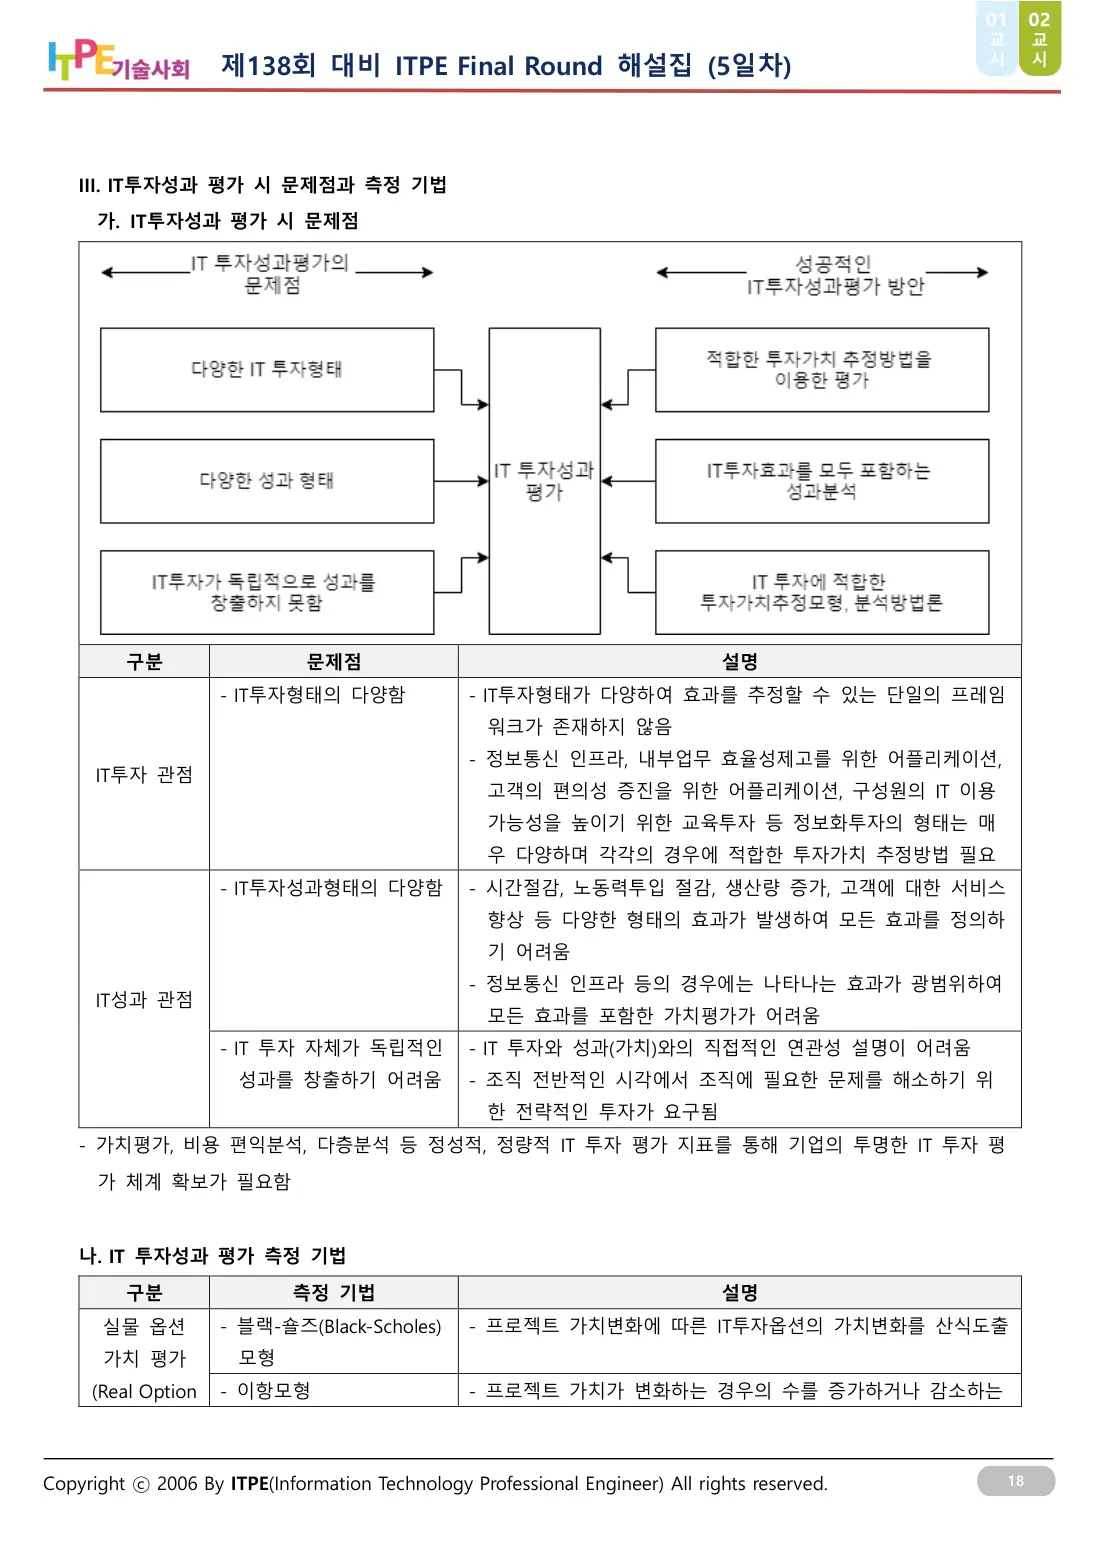 ITPE기술사회 제138회 대비 ITPE Final Round 해설집 (5일차)
01
교
시
02
교
시
III. IT투자성과 평가 시 문제점과 측정 기법
가. IT투자성과 평가 시 문제점
IT 투자성과평가의
문제점
성공적인
IT투자성과평가 방안
다양한 IT 투자형태
다양한 성과 형태
IT투자가 독립적으로 성과를
창출하지 못함
IT 투자성과
평가
적합한 투자가치 추정방법을
이용한 평가
IT투자효과를 모두 포함하는
성과분석
IT 투자에 적합한
투자가치추정모형, 분석방법론
구분 문제점 설명
IT투자 관점
- IT투자형태의 다양함
- IT투자형태가 다양하여 효과를 추정할 수 있는 단일의 프레임
워크가 존재하지 않음
- 정보통신 인프라, 내부업무 효율성제고를 위한 어플리케이션,
고객의 편의성 증진을 위한 어플리케이션, 구성원의 IT 이용
가능성을 높이기 위한 교육투자 등 정보화투자의 형태는 매
우 다양하며 각각의 경우에 적합한 투자가치 추정방법 필요
IT성과 관점
- IT투자성과형태의 다양함
- 시간절감, 노동력투입 절감, 생산량 증가, 고객에 대한 서비스
향상 등 다양한 형태의 효과가 발생하여 모든 효과를 정의하
기 어려움
- 정보통신 인프라 등의 경우에는 나타나는 효과가 광범위하여
모든 효과를 포함한 가치평가가 어려움
- IT 투자 자체가 독립적인
성과를 창출하기 어려움
- IT 투자와 성과(가치)와의 직접적인 연관성 설명이 어려움
- 조직 전반적인 시각에서 조직에 필요한 문제를 해소하기 위
한 전략적인 투자가 요구됨
- 가치평가, 비용 편익분석, 다층분석 등 정성적, 정량적 IT 투자 평가 지표를 통해 기업의 투명한 IT 투자 평
가 체계 확보가 필요함
나. IT 투자성과 평가 측정 기법
구분 측정 기법 설명
실물 옵션
가치 평가
(Real Option
- 블랙-숄즈(Black-Scholes)
모형
- 프로젝트 가치변화에 따른 IT투자옵션의 가치변화를 산식도출
- 이항모형
- 프로젝트 가치가 변화하는 경우의 수를 증가하거나 감소하는
Copyright ⓒ 2006 By ITPE(Information Technology Professional Engineer) All rights reserved.
18